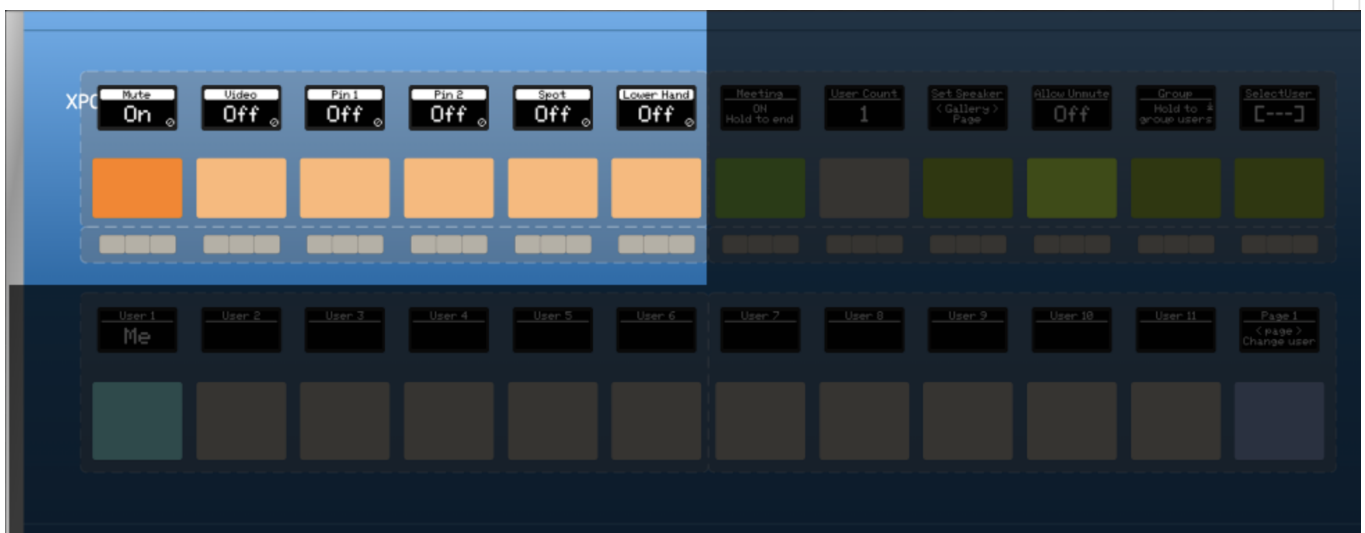 XPO
Mute
On
Video
Off
Pin 1
Off
Pin 2
Off
Spot
Off
Lower Hand
Off
Meeting
ON
Hold to end
User Count
1
Set Speaker
<Gallery>
Page
Allow Unmute
Off
Group
Hold to
group users
SelectUser
[---]
User 1
Me
User 2
User 3
User 4
User 5
User 6
User 7
User 8
User 9
User 10
User 11
Page 1
<page>
Change user